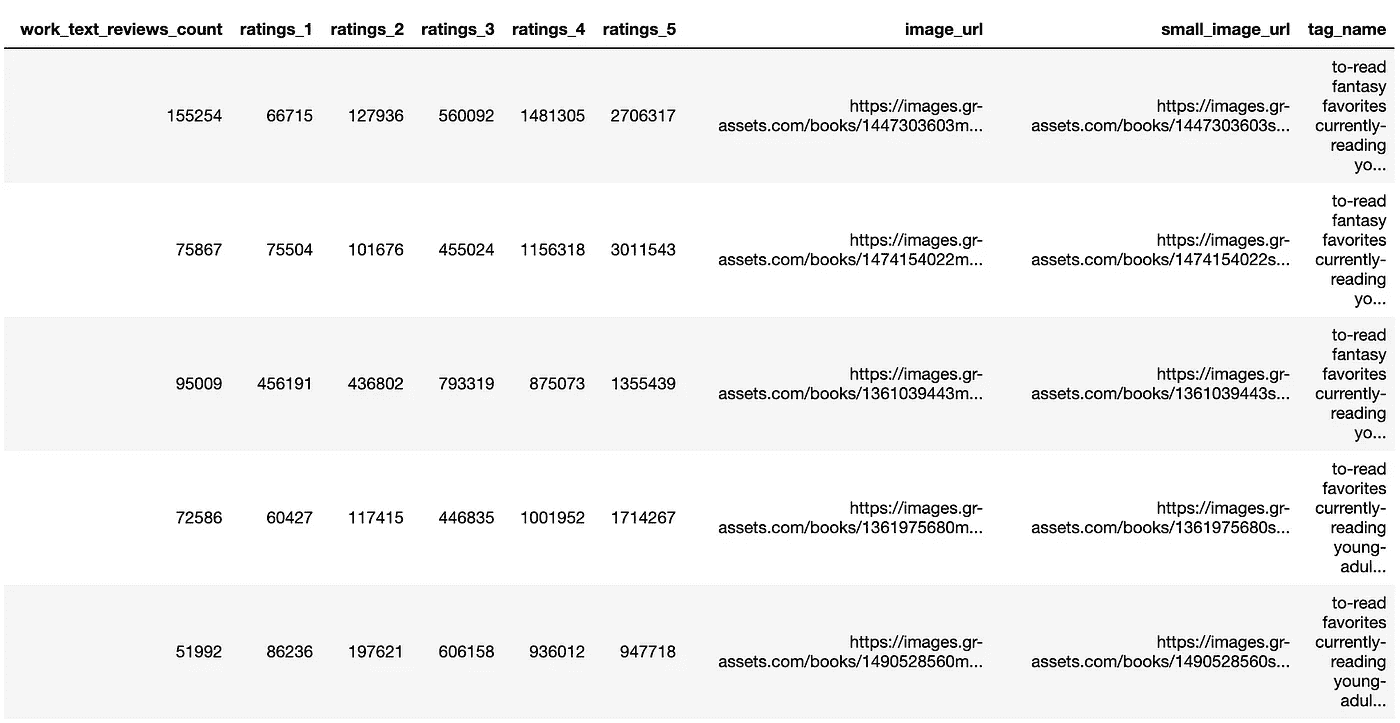 work_text_reviews_count ratings_1 ratings_2 ratings_3 ratings_4 ratings_5 image_url small_image_url tag_name
to-read
fantasy
155254 66715 127936 560092 1481305 2706317 https://images.gr- https://images.gr- favorites
assets.com/books/1447303603m... assets.com/books/1447303603s... currently-
reading
yo...
to-read
fantasy
75867 75504 101676 455024 1156318 3011543 https://images.gr- https://images.gr- favorites
assets.com/books/1474154022m... assets.com/books/1474154022s... currently-
reading
yo...
to-read
fantasy
95009 456191 436802 793319 875073 1355439 https://images.gr- https://images.gr- favorites
assets.com/books/1361039443m... assets.com/books/1361039443s... currently-
reading
yo...
to-read
favorites
72586 60427 117415 446835 1001952 1714267 https://images.gr- https://images.gr- currently-
assets.com/books/1361975680m... assets.com/books/1361975680s... reading
young-
adul...
to-read
favorites
51992 86236 197621 606158 936012 947718 https://images.gr- https://images.gr- currently-
assets.com/books/1490528560m... assets.com/books/1490528560s... reading
young-
adul...